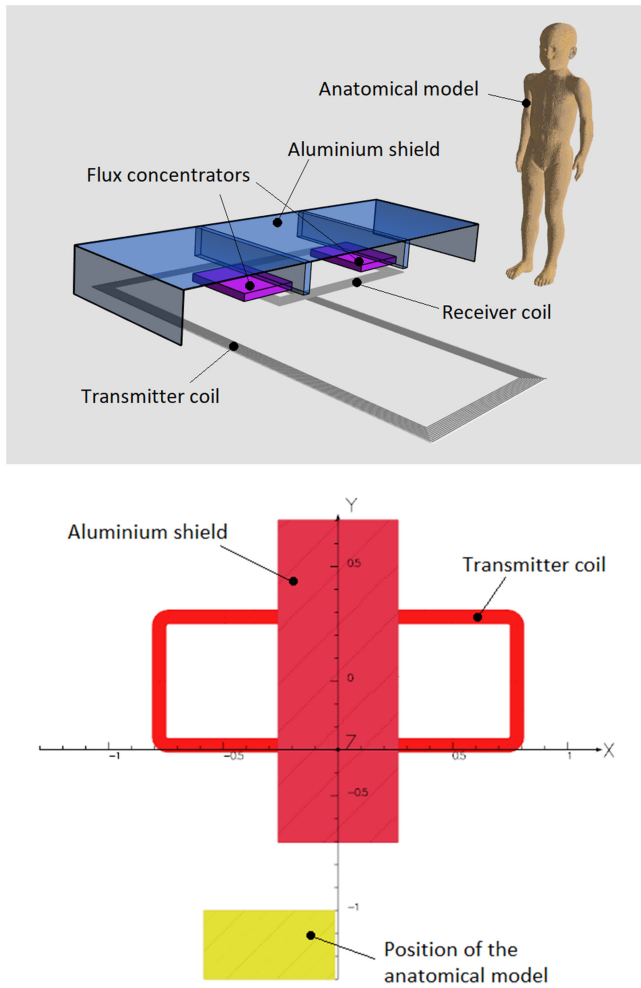 Anatomical model
Aluminium shield
Flux concentrators
Receiver coil
Transmitter coil
Y
Aluminium shield
0.5
Transmitter coil
0
Z
-1
-0.5
0.5
1
X
-0.5
-1
Position of the
anatomical model